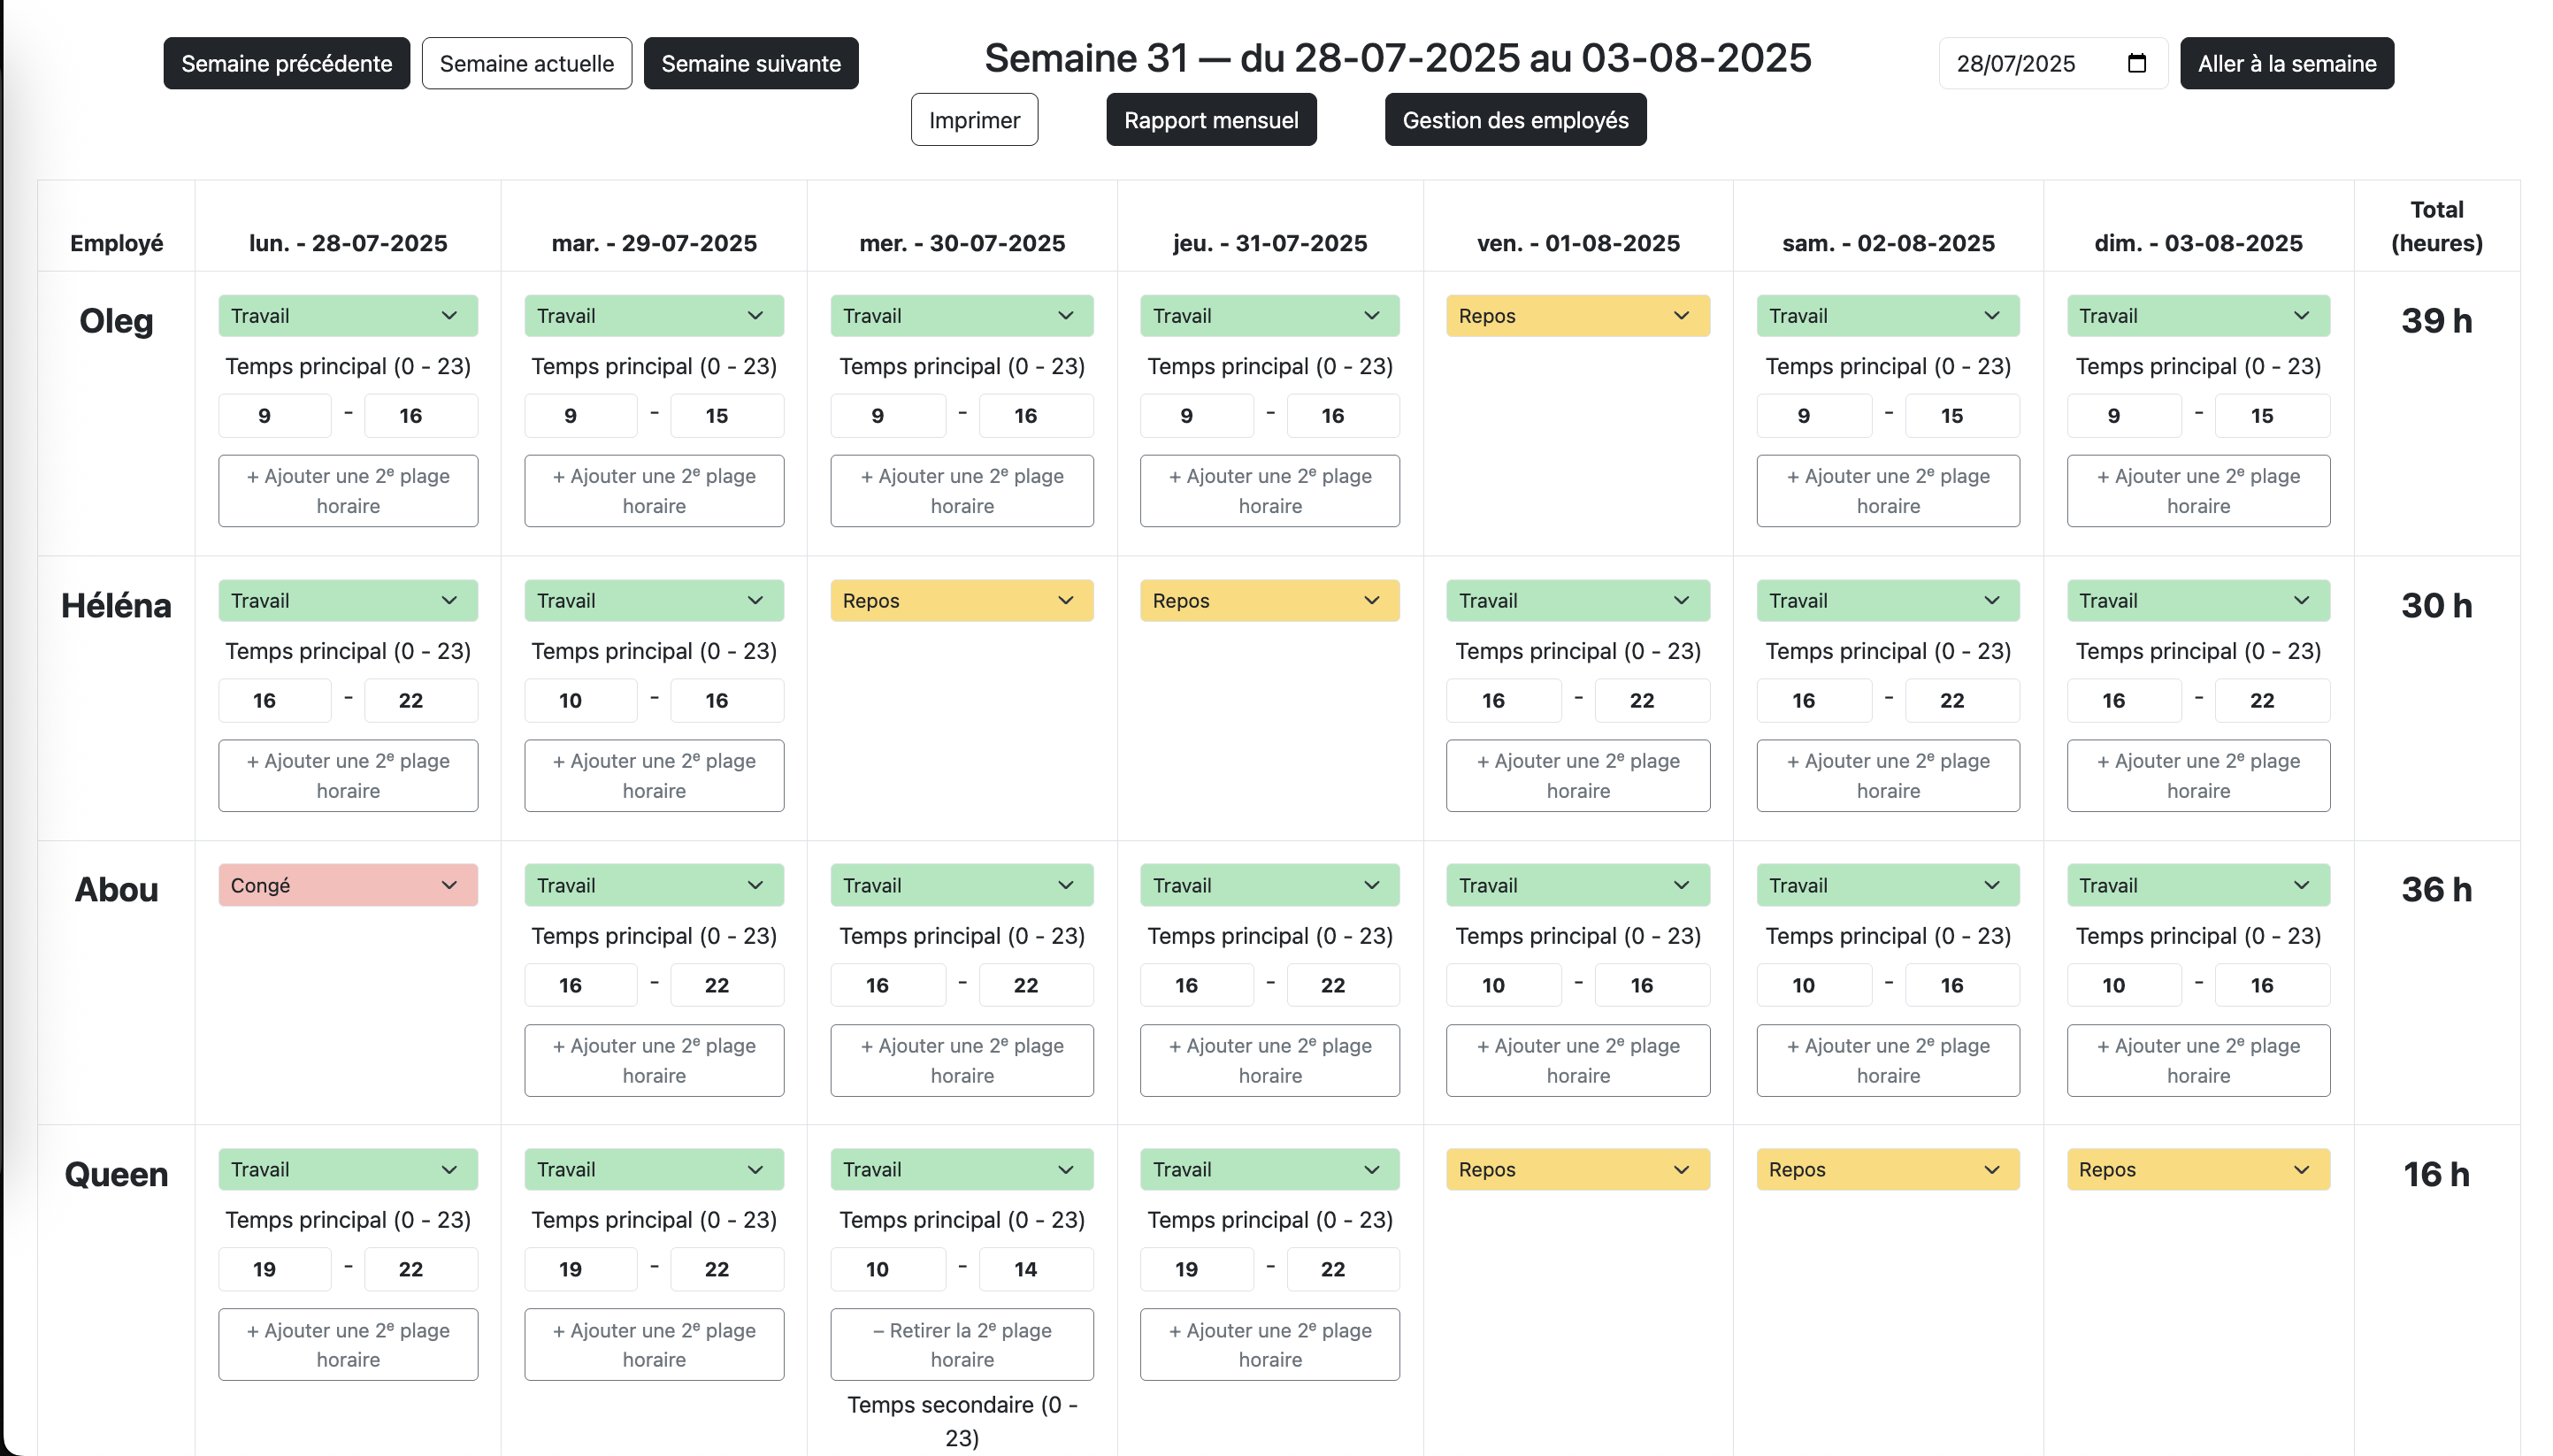 Semaine précédente Semaine actuelle Semaine suivante Semaine 31 — du 28-07-2025 au 03-08-2025 28/07/2025 Aller à la semaine
Imprimer Rapport mensuel Gestion des employés
Employé lun. - 28-07-2025 mar. - 29-07-2025 mer. - 30-07-2025 jeu. - 31-07-2025 ven. - 01-08-2025 sam. - 02-08-2025 dim. - 03-08-2025 Total (heures)
Oleg Travail Travail Travail Travail Repos Travail Travail 39 h
Temps principal (0 - 23) Temps principal (0 - 23) Temps principal (0 - 23) Temps principal (0 - 23) Temps principal (0 - 23) Temps principal (0 - 23)
9 - 16 9 - 15 9 - 16 9 - 16 9 - 15 9 - 15
+ Ajouter une 2e plage + Ajouter une 2e plage + Ajouter une 2e plage + Ajouter une 2e plage + Ajouter une 2e plage + Ajouter une 2e plage
horaire horaire horaire horaire horaire horaire
Héléna Travail Travail Repos Repos Travail Travail Travail 30 h
Temps principal (0 - 23) Temps principal (0 - 23) Temps principal (0 - 23) Temps principal (0 - 23) Temps principal (0 - 23)
16 - 22 10 - 16 16 - 22 16 - 22 16 - 22
+ Ajouter une 2e plage + Ajouter une 2e plage + Ajouter une 2e plage + Ajouter une 2e plage + Ajouter une 2e plage
horaire horaire horaire horaire horaire
Abou Congé Travail Travail Travail Travail Travail Travail 36 h
Temps principal (0 - 23) Temps principal (0 - 23) Temps principal (0 - 23) Temps principal (0 - 23) Temps principal (0 - 23) Temps principal (0 - 23)
16 - 22 16 - 22 16 - 22 10 - 16 10 - 16 10 - 16
+ Ajouter une 2e plage + Ajouter une 2e plage + Ajouter une 2e plage + Ajouter une 2e plage + Ajouter une 2e plage + Ajouter une 2e plage
horaire horaire horaire horaire horaire horaire
Queen Travail Travail Travail Travail Repos Repos Repos 16 h
Temps principal (0 - 23) Temps principal (0 - 23) Temps principal (0 - 23) Temps principal (0 - 23)
19 - 22 19 - 22 10 - 14 19 - 22
+ Ajouter une 2e plage + Ajouter une 2e plage – Retirer la 2e plage + Ajouter une 2e plage
horaire horaire horaire horaire
Temps secondaire (0 -
23)